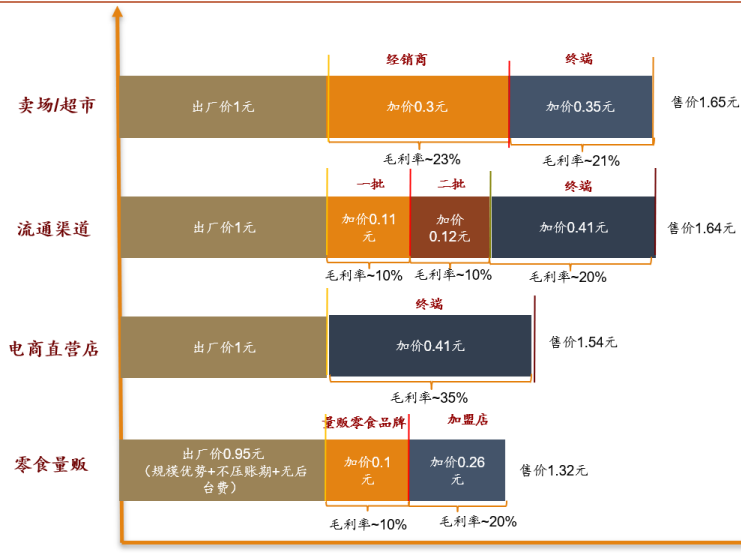 经销商
终端
卖场/超市
出厂价1元
加价0.3元
加价0.35元
售价1.65元
毛利率~23%
毛利率~21%
一批
二批
终端
流通渠道
出厂价1元
加价0.11
元
加价
0.12元
加价0.41元
售价1.64元
毛利率~10%
毛利率~10%
毛利率~20%
终端
电商直营店
出厂价1元
加价0.41元
售价1.54元
毛利率~35%
量贩零食品牌
加盟店
零食量贩
出厂价0.95元
（规模优势+不压账期+无后
台费）
加价0.1
元
加价0.26
元
售价1.32元
毛利率~10%
毛利率~20%